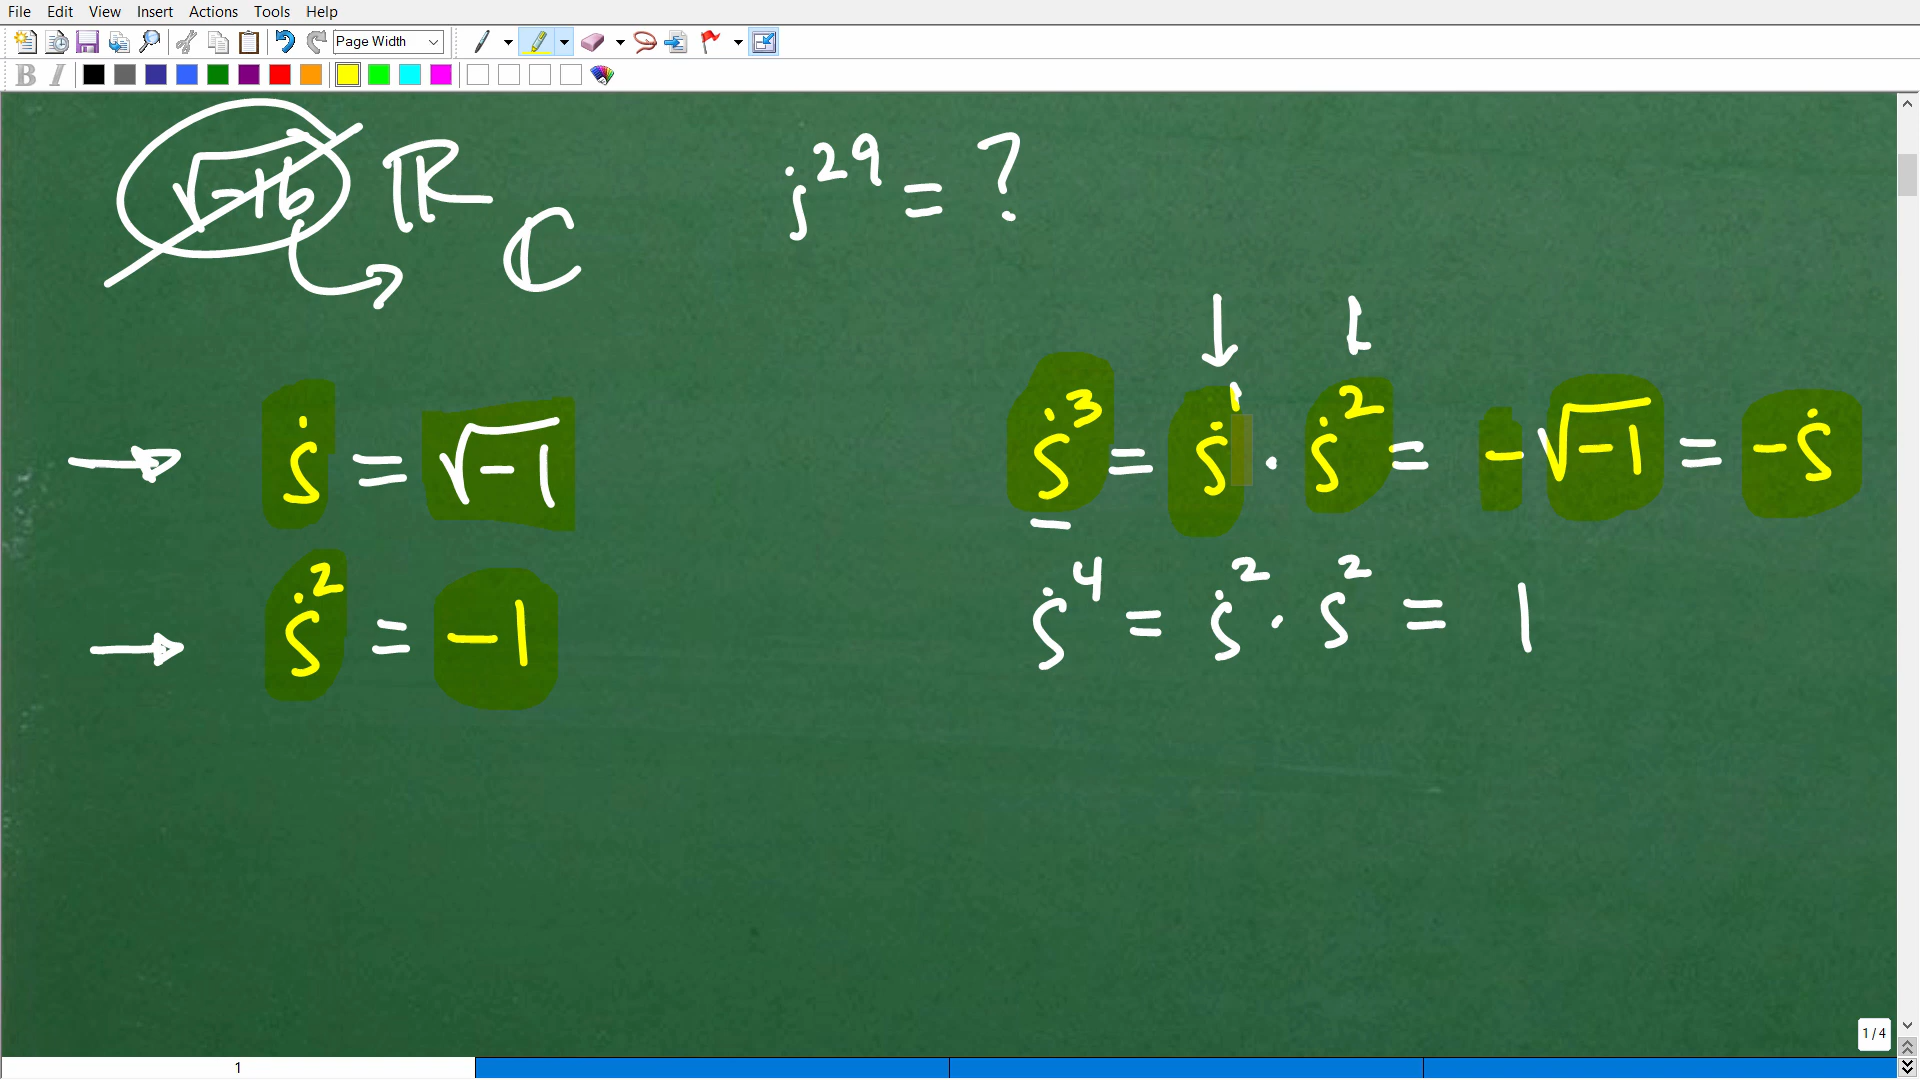 File Edit View Insert Actions Tools Help
Page Width
B I
√-16 ℝ
ℂ
i²⁹ = ?
i = √-1
i² = -1
i³ = i¹ · i² = -√-1 = -i
i⁴ = i² · i² = 1
1/4
1